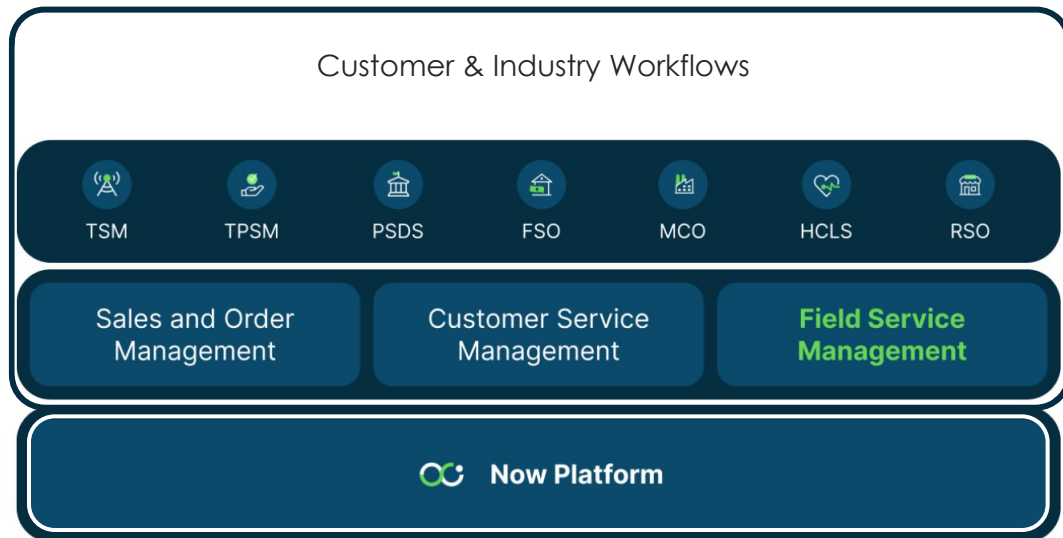 Customer & Industry Workflows
TSM
TPSM
PSDS
FSO
MCO
HCLS
RSO
Sales and Order
Management
Customer Service
Management
Field Service
Management
Now Platform